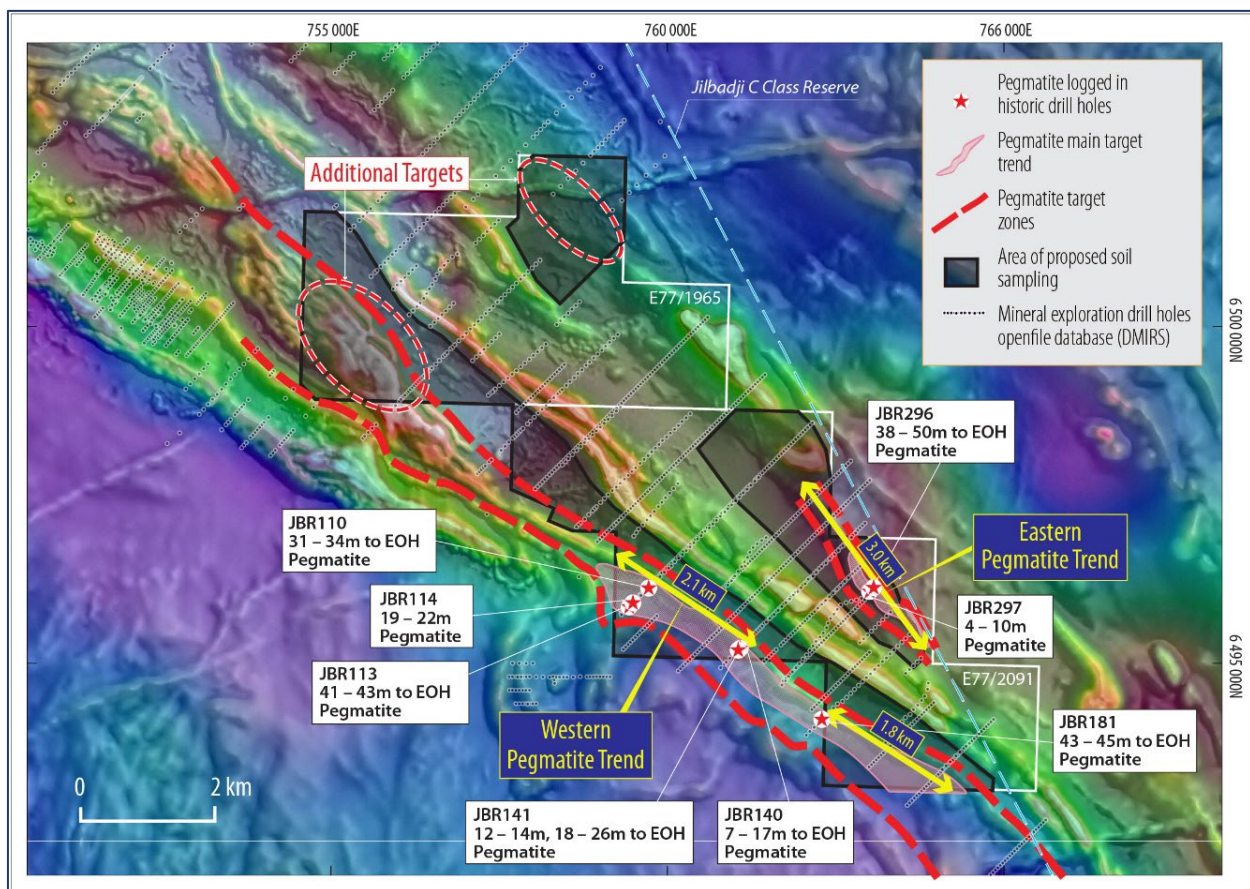 755 000E
760 000E
766 000E
Jilbadji C Class Reserve
Pegmatite logged in
historic drill holes
Pegmatite main target
trend
Pegmatite target
zones
Area of proposed soil
sampling
Mineral exploration drill holes
openfile database (DMIRS)
Additional Targets
E77/1965
6 500 000N
JBR296
38 – 50m to EOH
Pegmatite
JBR110
31 – 34m to EOH
Pegmatite
Eastern
Pegmatite Trend
3.0 km
2.1 km
JBR114
19 – 22m
Pegmatite
JBR297
4 – 10m
Pegmatite
JBR113
41 – 43m to EOH
Pegmatite
6 495 000N
E77/2091
Western
Pegmatite Trend
1.8 km
JBR181
43 – 45m to EOH
Pegmatite
0 2 km
JBR141
12 – 14m, 18 – 26m to EOH
Pegmatite
JBR140
7 – 17m to EOH
Pegmatite